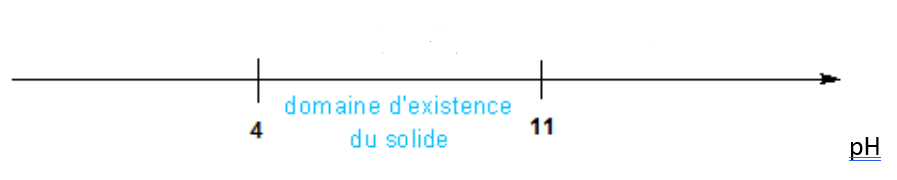 domaine d'existence
du solide
4
11
pH